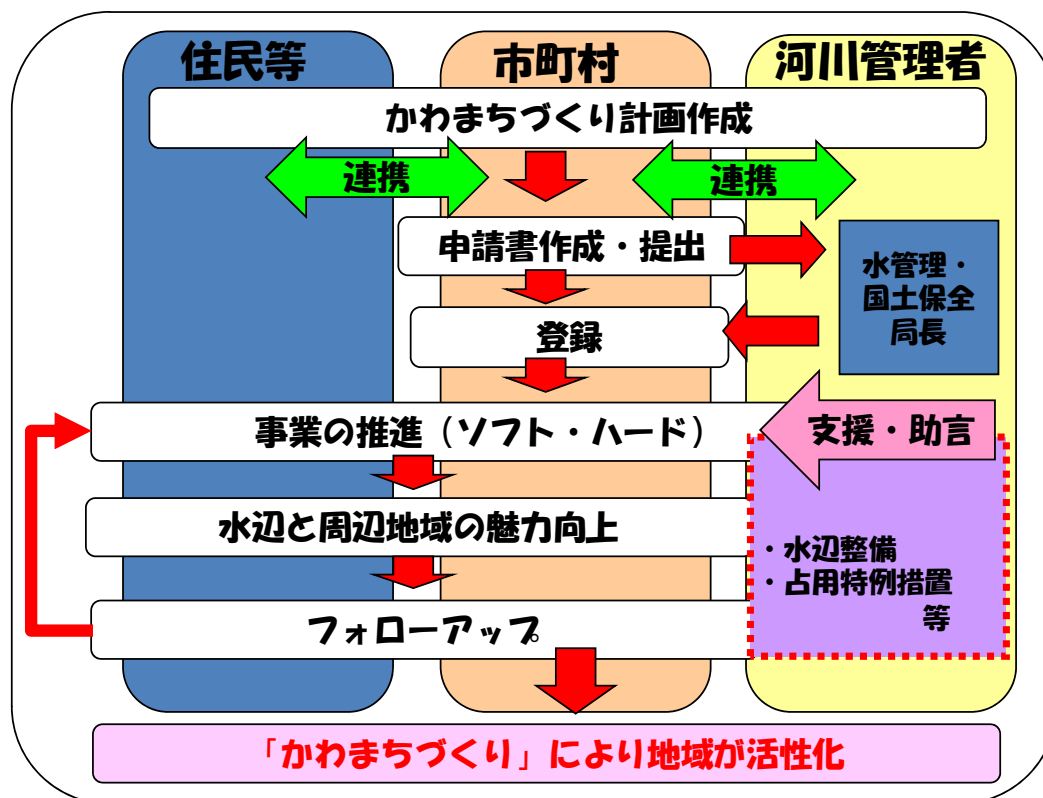 住民等
市町村
河川管理者
かわまちづくり計画作成
連携
連携
申請書作成・提出
水管理・
国土保全
局長
登録
事業の推進（ソフト・ハード）
支援・助言
水辺と周辺地域の魅力向上
・水辺整備
・占用特例措置
等
フォローアップ
「かわまちづくり」により地域が活性化